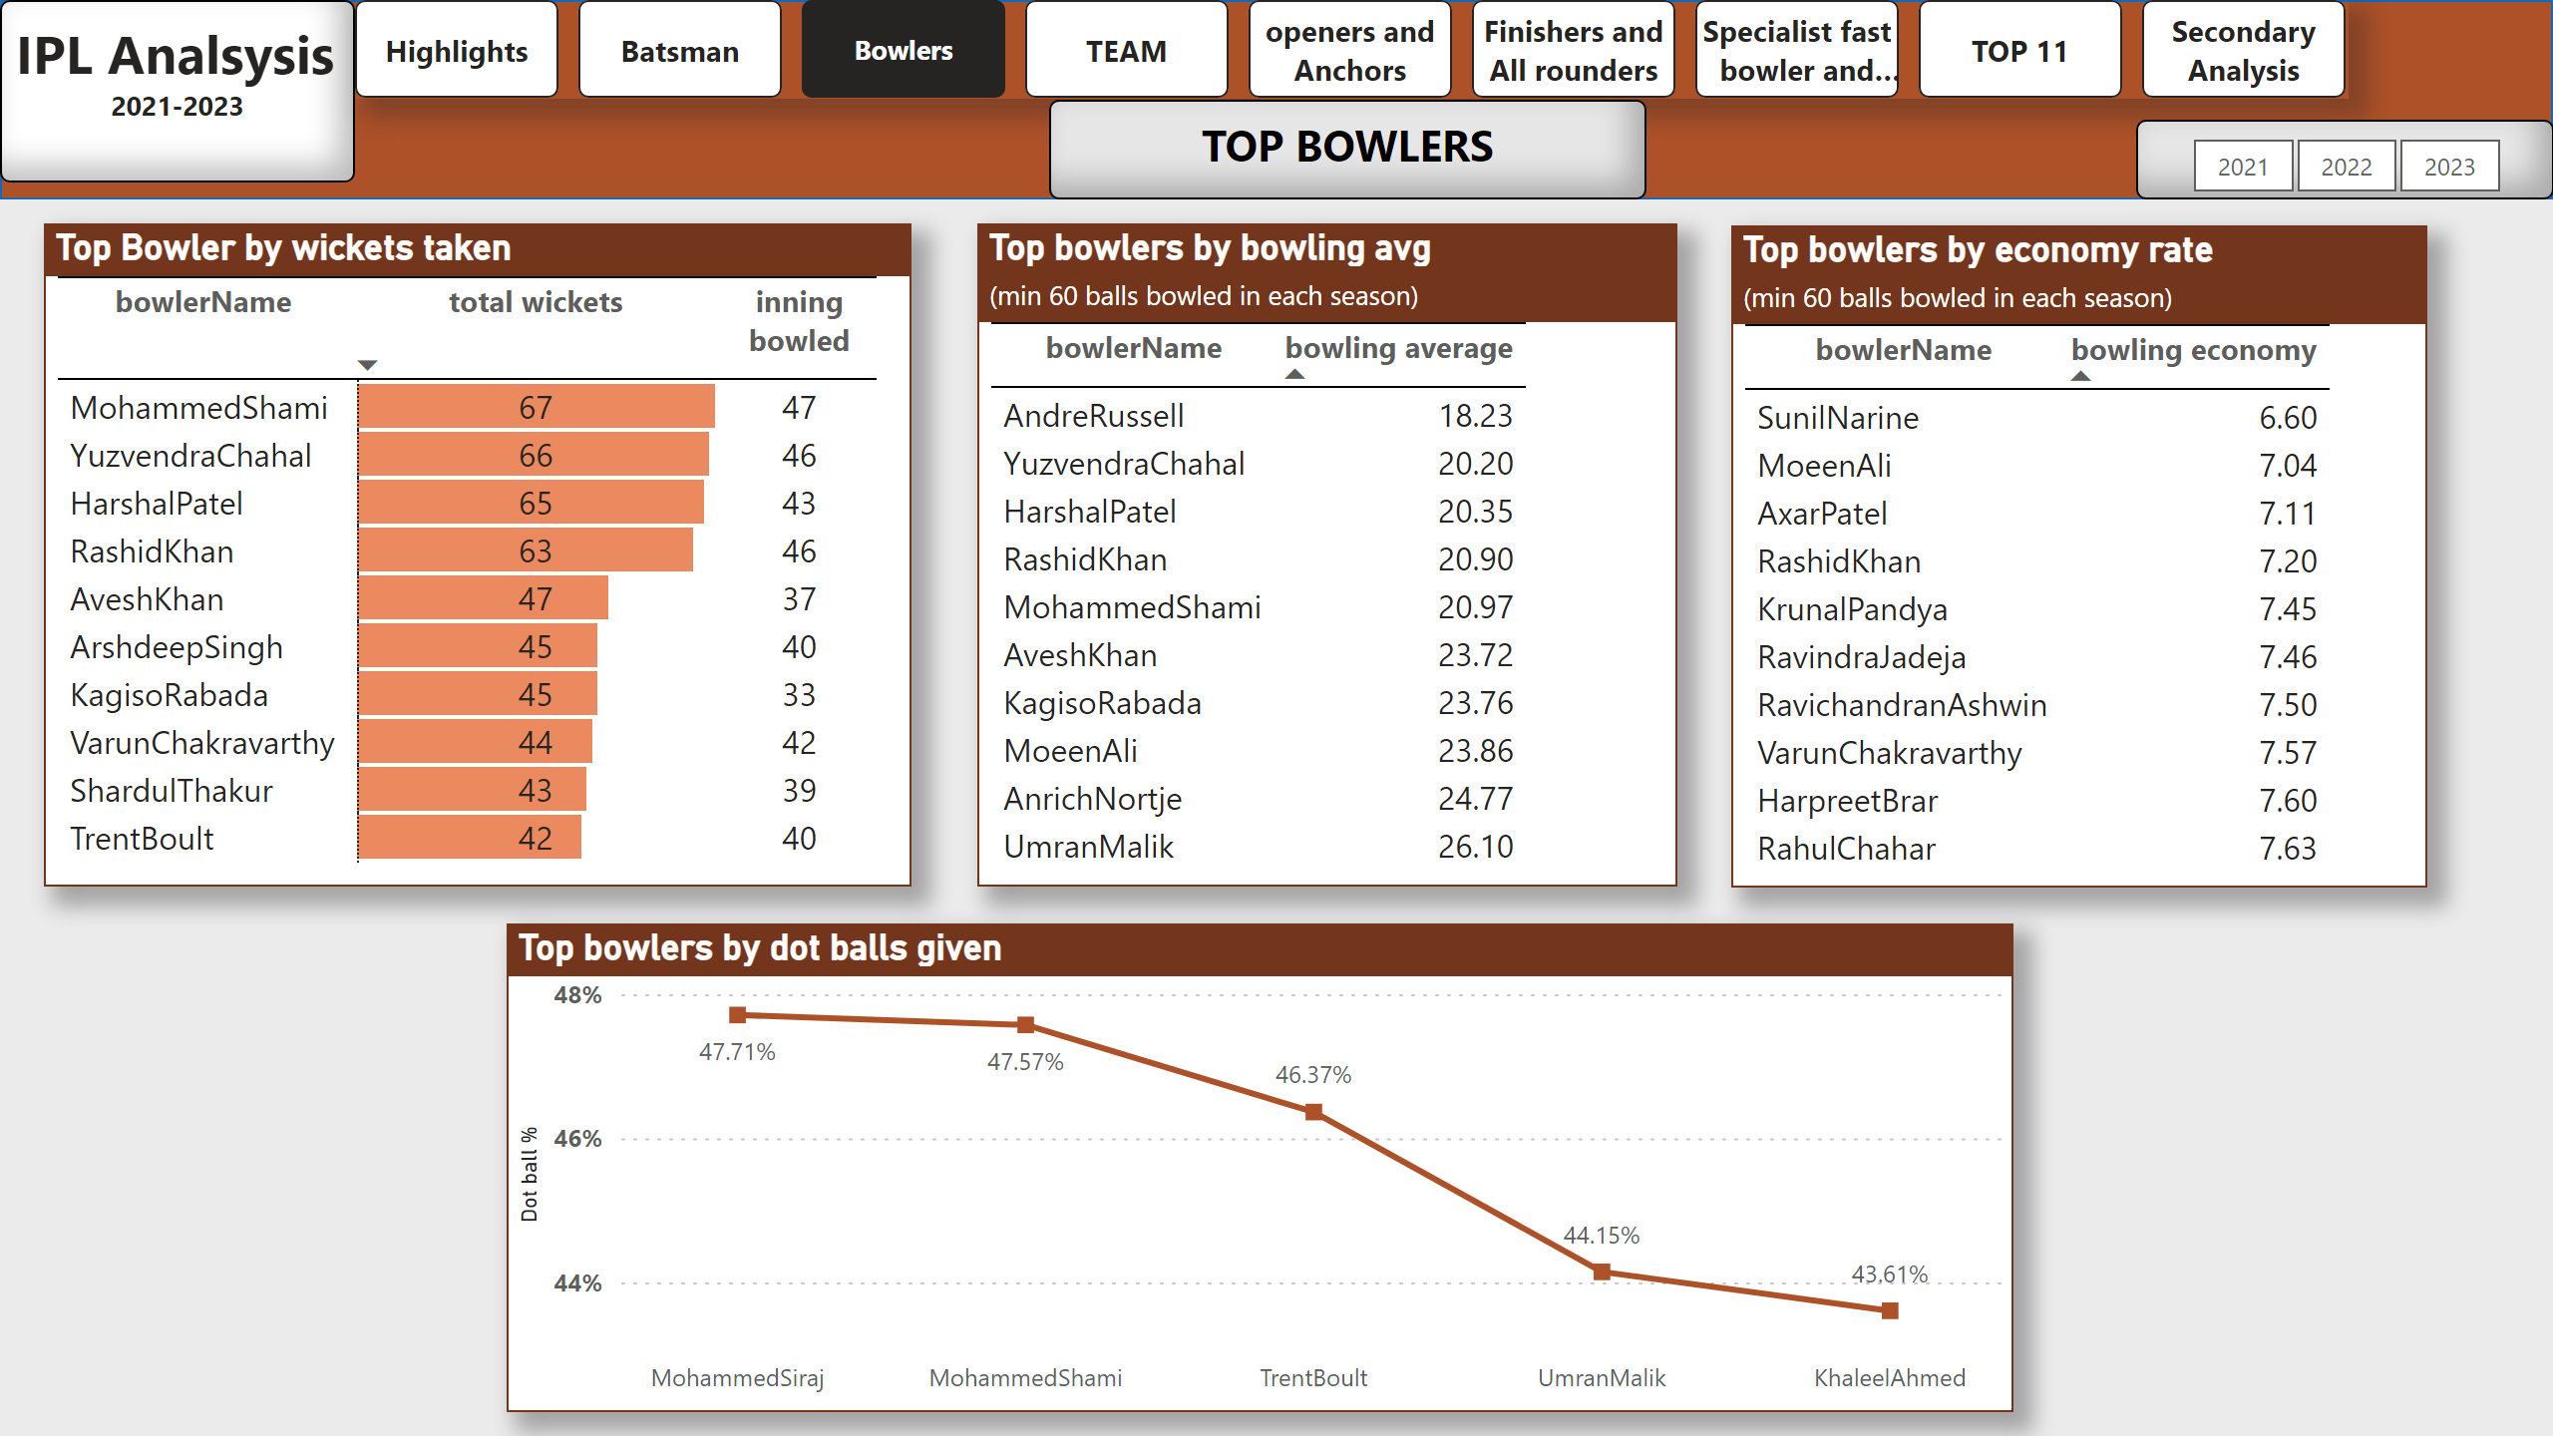 IPL Analsysis
2021-2023
Highlights
Batsman
Bowlers
TEAM
openers and
Anchors
Finishers and
All rounders
Specialist fast
bowler and...
TOP 11
Secondary
Analysis
TOP BOWLERS
2021 2022 2023
Top Bowler by wickets taken
bowlerName total wickets inning
bowled
MohammedShami 67 47
YuzvendraChahal 66 46
HarshalPatel 65 43
RashidKhan 63 46
AveshKhan 47 37
ArshdeepSingh 45 40
KagisoRabada 45 33
VarunChakravarthy 44 42
ShardulThakur 43 39
TrentBoult 42 40
Top bowlers by bowling avg
(min 60 balls bowled in each season)
bowlerName bowling average
AndreRussell 18.23
YuzvendraChahal 20.20
HarshalPatel 20.35
RashidKhan 20.90
MohammedShami 20.97
AveshKhan 23.72
KagisoRabada 23.76
MoeenAli 23.86
AnrichNortje 24.77
UmranMalik 26.10
Top bowlers by economy rate
(min 60 balls bowled in each season)
bowlerName bowling economy
SunilNarine 6.60
MoeenAli 7.04
AxarPatel 7.11
RashidKhan 7.20
KrunalPandya 7.45
RavindraJadeja 7.46
RavichandranAshwin 7.50
VarunChakravarthy 7.57
HarpreetBrar 7.60
RahulChahar 7.63
Top bowlers by dot balls given
Dot ball %
48%
46%
44%
47.71%
47.57%
46.37%
44.15%
43.61%
MohammedSiraj MohammedShami TrentBoult UmranMalik KhaleelAhmed